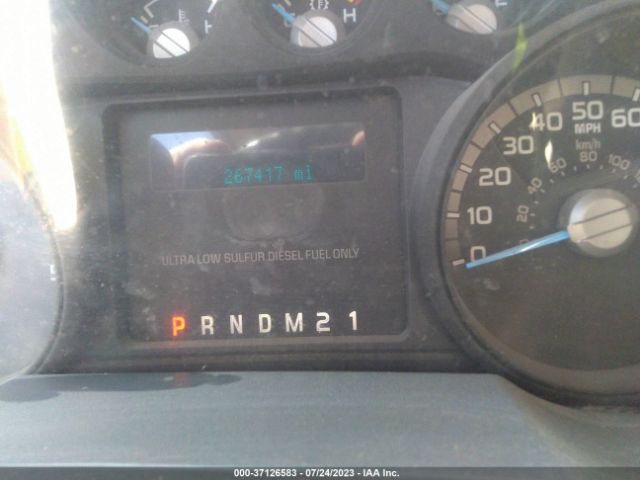 H
H
E
267417 mi
ULTRA LOW SULFUR DIESEL FUEL ONLY
P R N D M 2 1
0 10 20 30 40 50 60
MPH
km/h
20 40 60 80 100
000-37126583 - 07/24/2023 - IAA Inc.